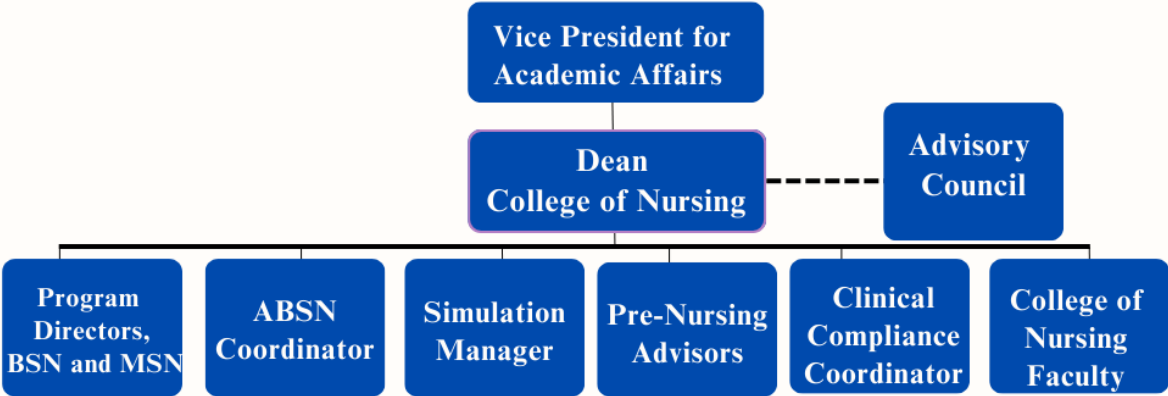 Vice President for
Academic Affairs
Dean
College of Nursing
Advisory
Council
Program
Directors,
BSN and MSN
ABSN
Coordinator
Simulation
Manager
Pre-Nursing
Advisors
Clinical
Compliance
Coordinator
College of
Nursing
Faculty